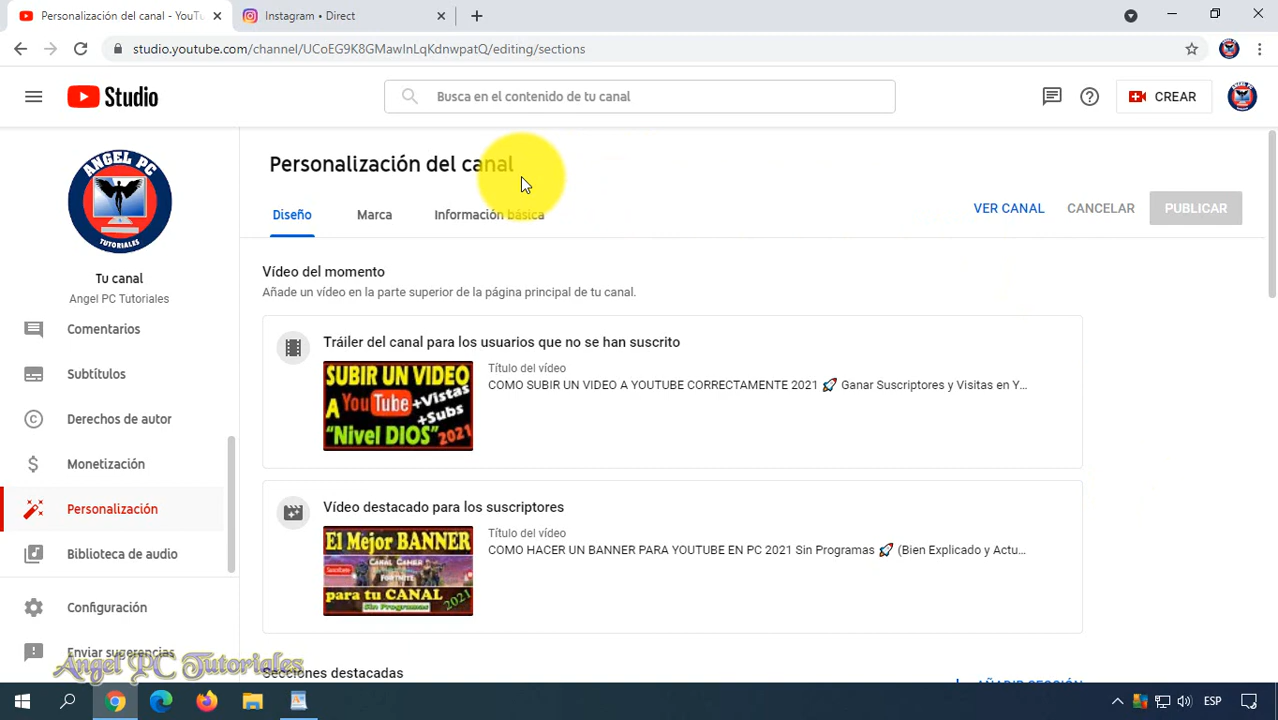 Personalización del canal - YouTu
Instagram • Direct
studio.youtube.com/channel/UCoEG9K8GMawInLqKdnwpatQ/editing/sections
Studio
Busca en el contenido de tu canal
CREAR
ANGEL PC
TUTORIALES
Tu canal
Angel PC Tutoriales
Comentarios
Subtítulos
Derechos de autor
Monetización
Personalización
Biblioteca de audio
Configuración
Enviar sugerencias
Angel PC Tutoriales
Personalización del canal
Diseño
Marca
Información básica
VER CANAL
CANCELAR
PUBLICAR
Vídeo del momento
Añade un vídeo en la parte superior de la página principal de tu canal.
Tráiler del canal para los usuarios que no se han suscrito
SUBIR UN VIDEO
A YouTube +Vistas
+Subs
"Nivel DIOS" 2021
Título del vídeo
COMO SUBIR UN VIDEO A YOUTUBE CORRECTAMENTE 2021 🚀 Ganar Suscriptores y Visitas en Y...
Vídeo destacado para los suscriptores
El Mejor BANNER
CANAL GAMER
FORTNITE
para tu CANAL
Sin Programas 2021
Título del vídeo
COMO HACER UN BANNER PARA YOUTUBE EN PC 2021 Sin Programas 🚀 (Bien Explicado y Actu...
Secciones destacadas
AÑADIR SECCIÓN
ESP